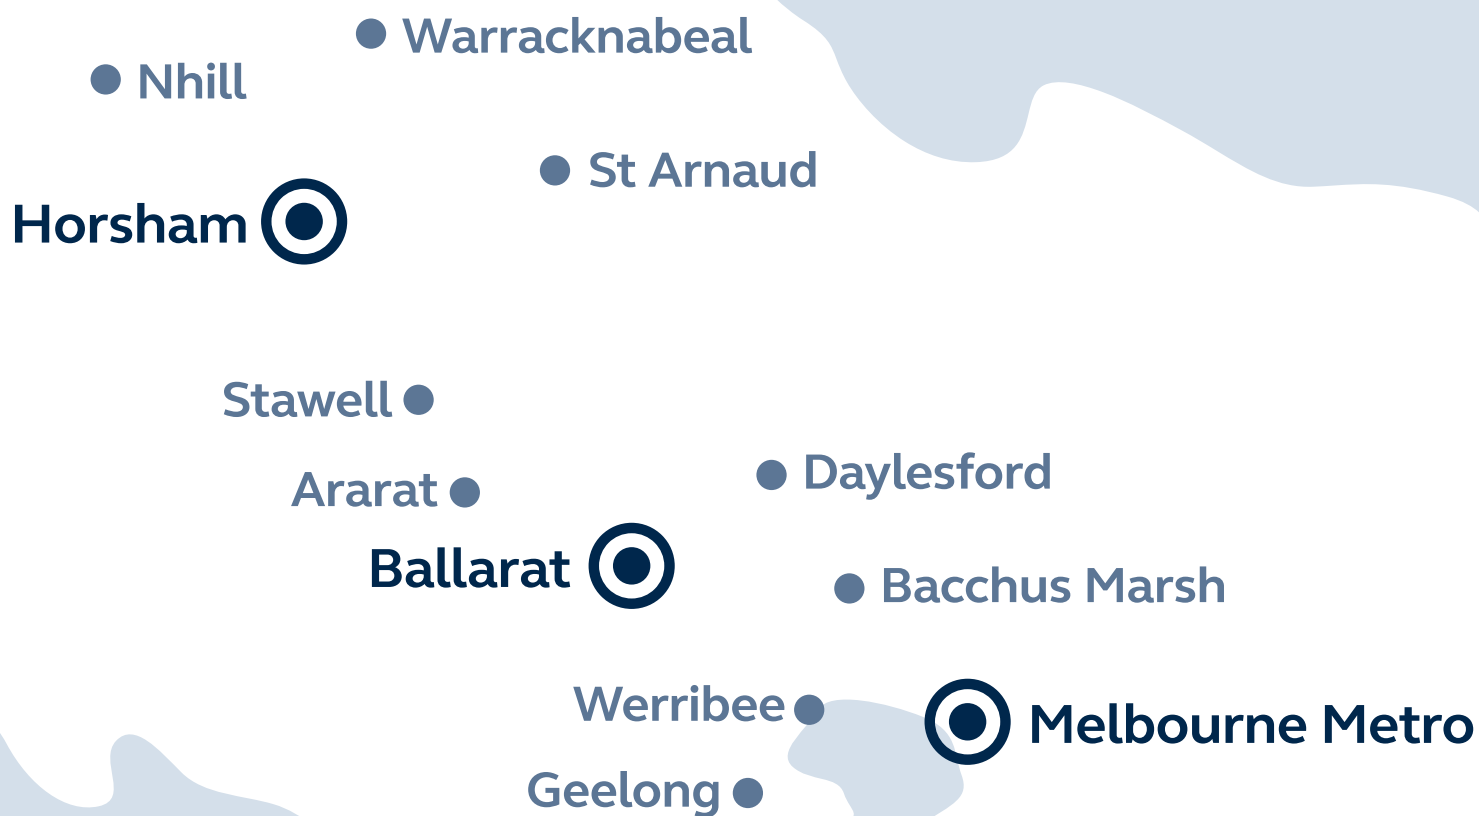 Warracknabeal
Nhill
St Arnaud
Horsham
Stawell
Daylesford
Ararat
Ballarat
Bacchus Marsh
Werribee
Melbourne Metro
Geelong